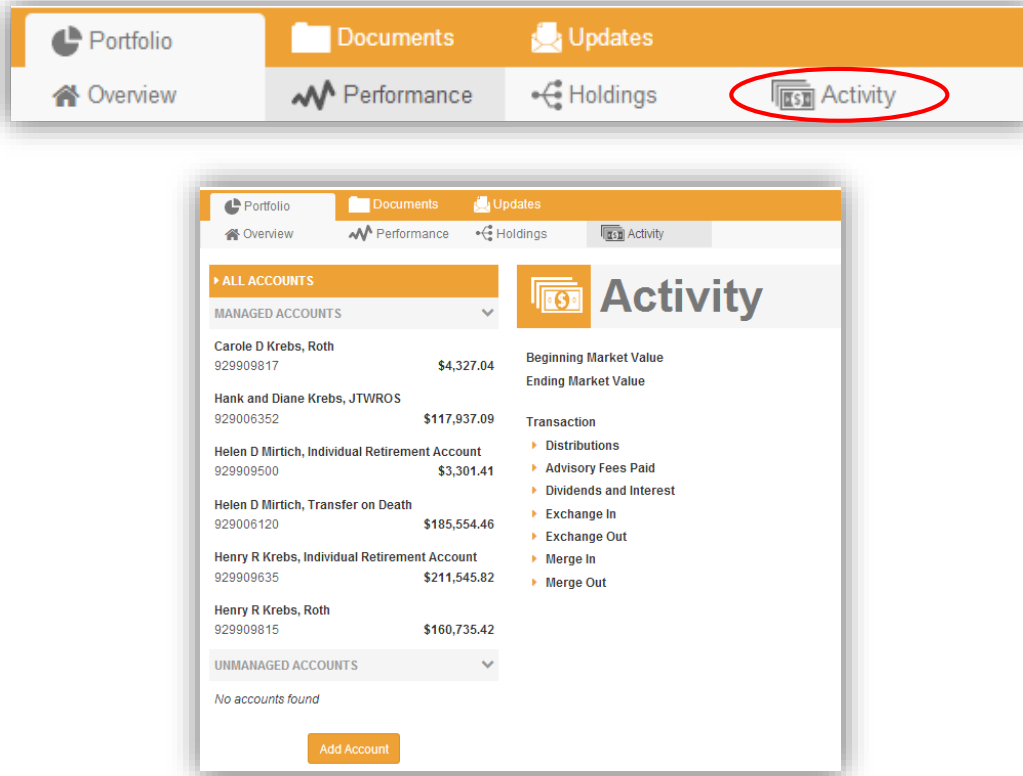 Portfolio Documents Updates
Overview Performance Holdings Activity
Portfolio Documents Updates
Overview Performance Holdings Activity
ALL ACCOUNTS
MANAGED ACCOUNTS
Carole D Krebs, Roth
929909817 $4,327.04
Hank and Diane Krebs, JTWROS
929006352 $117,937.09
Helen D Mirtich, Individual Retirement Account
929909500 $3,301.41
Helen D Mirtich, Transfer on Death
929006120 $185,554.46
Henry R Krebs, Individual Retirement Account
929909635 $211,545.82
Henry R Krebs, Roth
929909815 $160,735.42
UNMANAGED ACCOUNTS
No accounts found
Add Account
Activity
Beginning Market Value
Ending Market Value
Transaction
Distributions
Advisory Fees Paid
Dividends and Interest
Exchange In
Exchange Out
Merge In
Merge Out